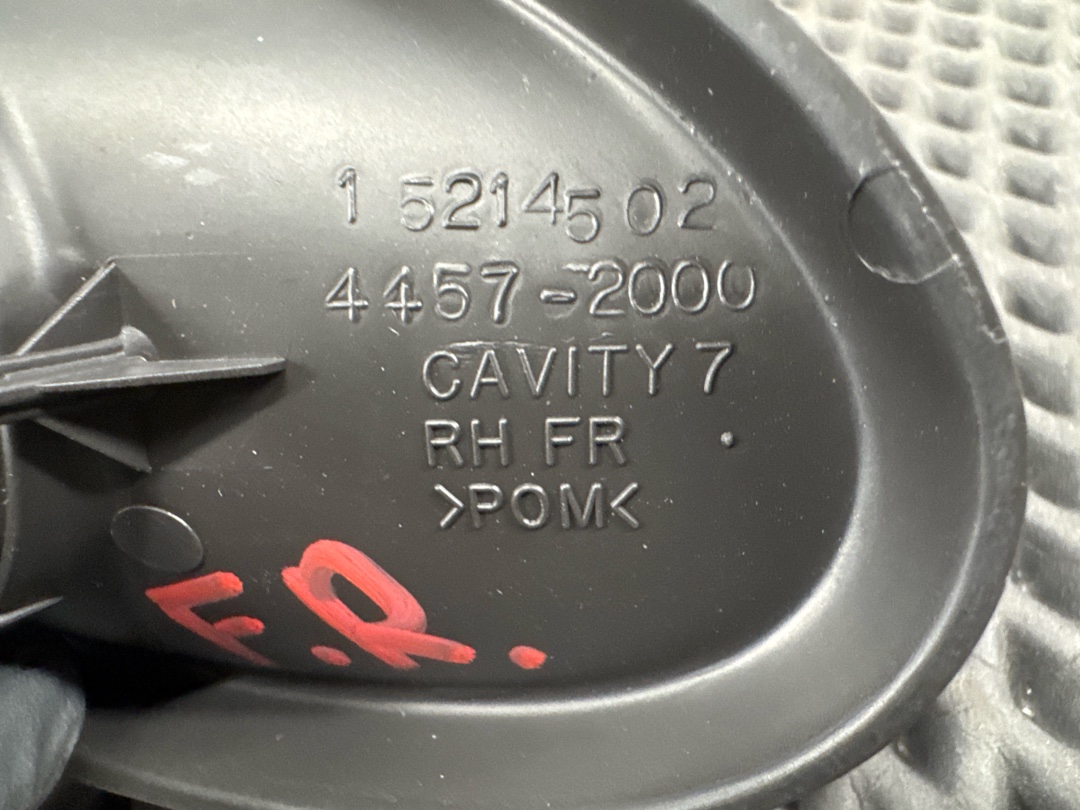 1 5214502
4457-2000
CAVITY 7
RH FR
>POM<
F.R.